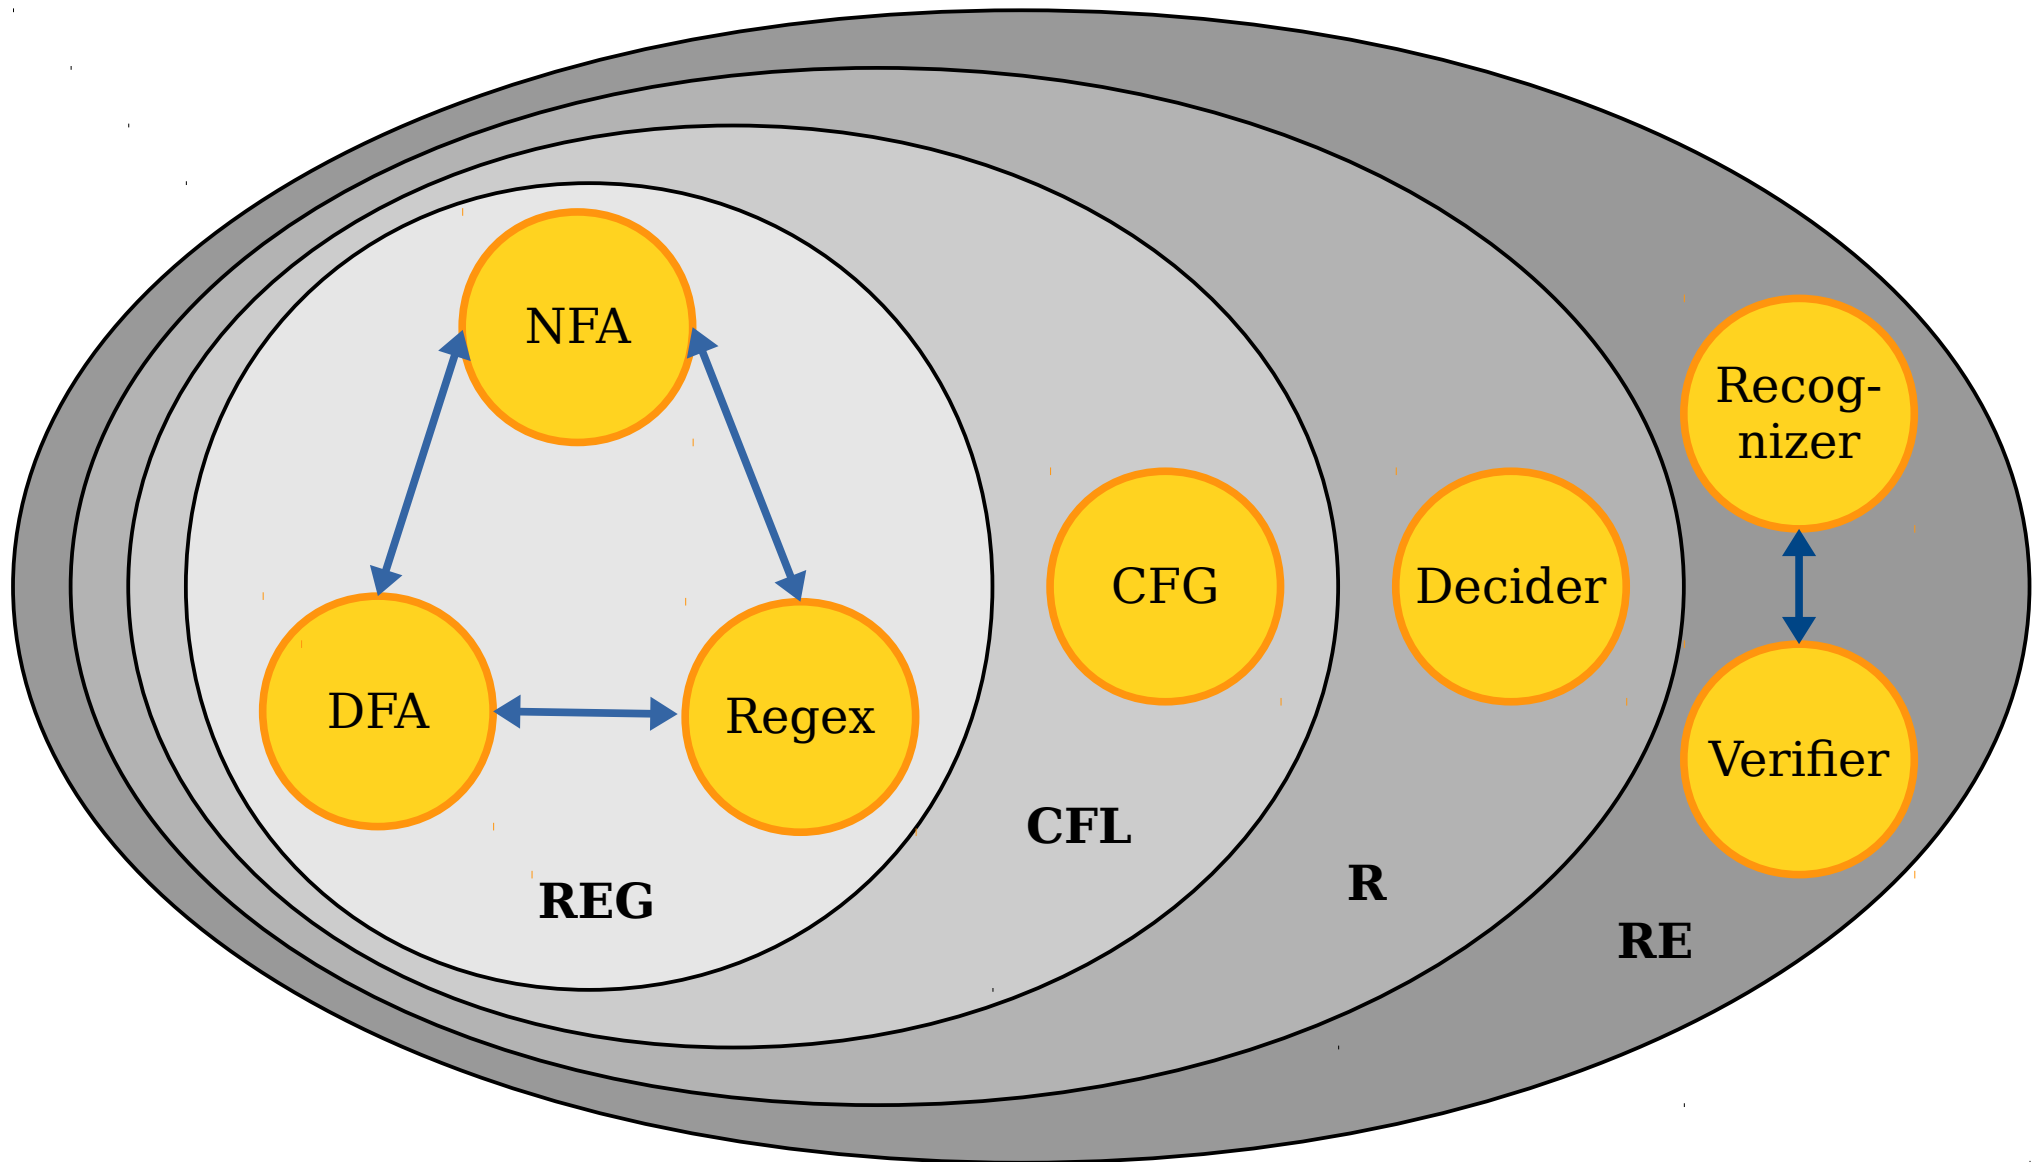 NFA
Recog-
nizer
CFG
Decider
DFA
Regex
Verifier
CFL
R
REG
RE